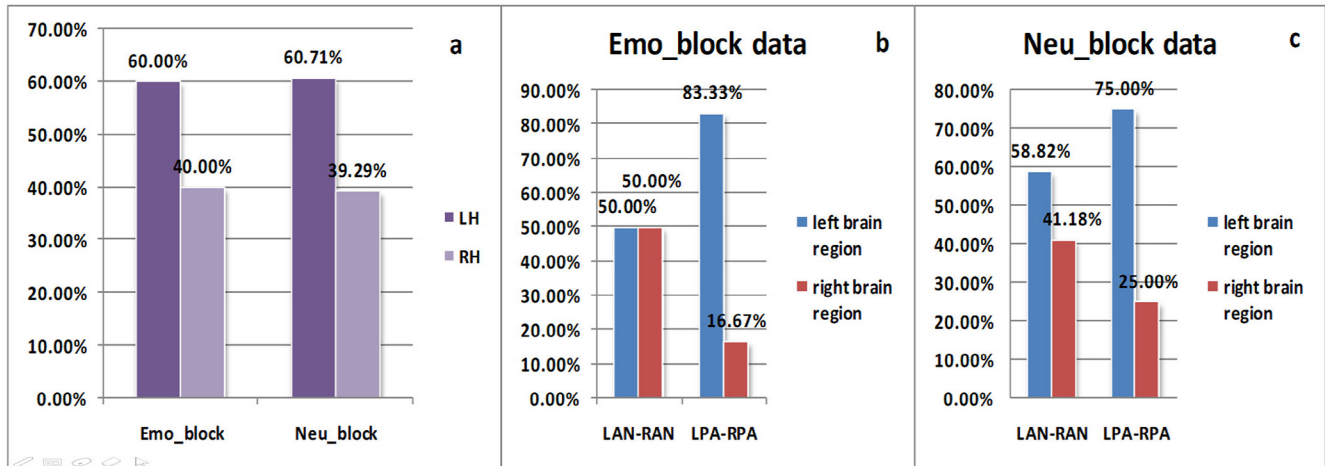 a
70.00%
60.00%
50.00%
40.00%
30.00%
20.00%
10.00%
0.00%
60.00%
40.00%
60.71%
39.29%
Emo_block
Neu_block
LH
RH
Emo_block data
b
90.00%
80.00%
70.00%
60.00%
50.00%
40.00%
30.00%
20.00%
10.00%
0.00%
50.00%
50.00%
83.33%
16.67%
LAN-RAN
LPA-RPA
left brain
region
right brain
region
Neu_block data
c
80.00%
70.00%
60.00%
50.00%
40.00%
30.00%
20.00%
10.00%
0.00%
58.82%
41.18%
75.00%
25.00%
LAN-RAN
LPA-RPA
left brain
region
right brain
region